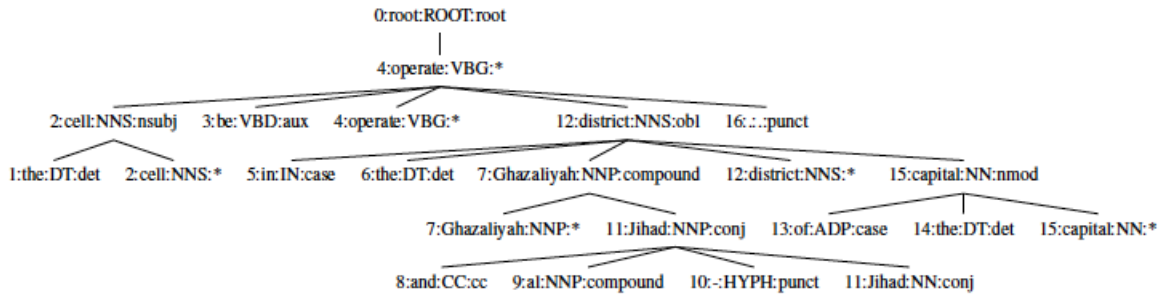 0:root:ROOT:root
4:operate:VBG:*
2:cell:NNS:nsubj 3:be:VBD:aux 4:operate:VBG:* 12:district:NNS:obl 16:.:.:punct
1:the:DT:det 2:cell:NNS:* 5:in:IN:case 6:the:DT:det 7:Ghazaliyah:NNP:compound 12:district:NNS:* 15:capital:NN:nmod
7:Ghazaliyah:NNP:* 11:Jihad:NNP:conj 13:of:ADP:case 14:the:DT:det 15:capital:NN:*
8:and:CC:cc 9:al:NNP:compound 10:-:HYPH:punct 11:Jihad:NN:conj